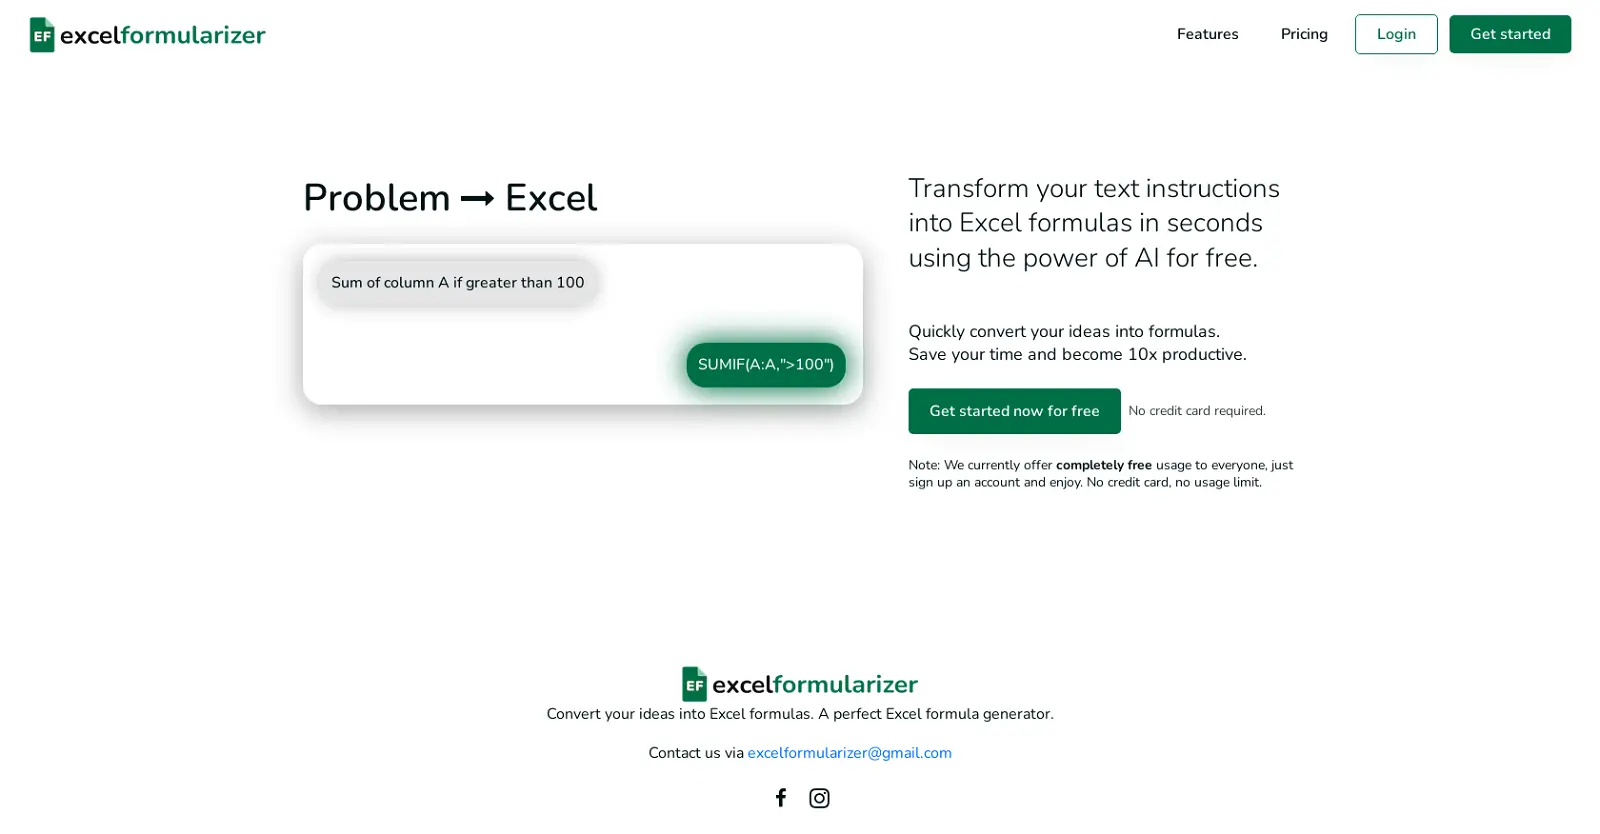 EF excelformularizer
Features Pricing Login Get started
Problem → Excel
Sum of column A if greater than 100
SUMIF(A:A,">100")
Transform your text instructions
into Excel formulas in seconds
using the power of AI for free.
Quickly convert your ideas into formulas.
Save your time and become 10x productive.
Get started now for free No credit card required.
Note: We currently offer completely free usage to everyone, just
sign up an account and enjoy. No credit card, no usage limit.
EF excelformularizer
Convert your ideas into Excel formulas. A perfect Excel formula generator.
Contact us via excelformularizer@gmail.com